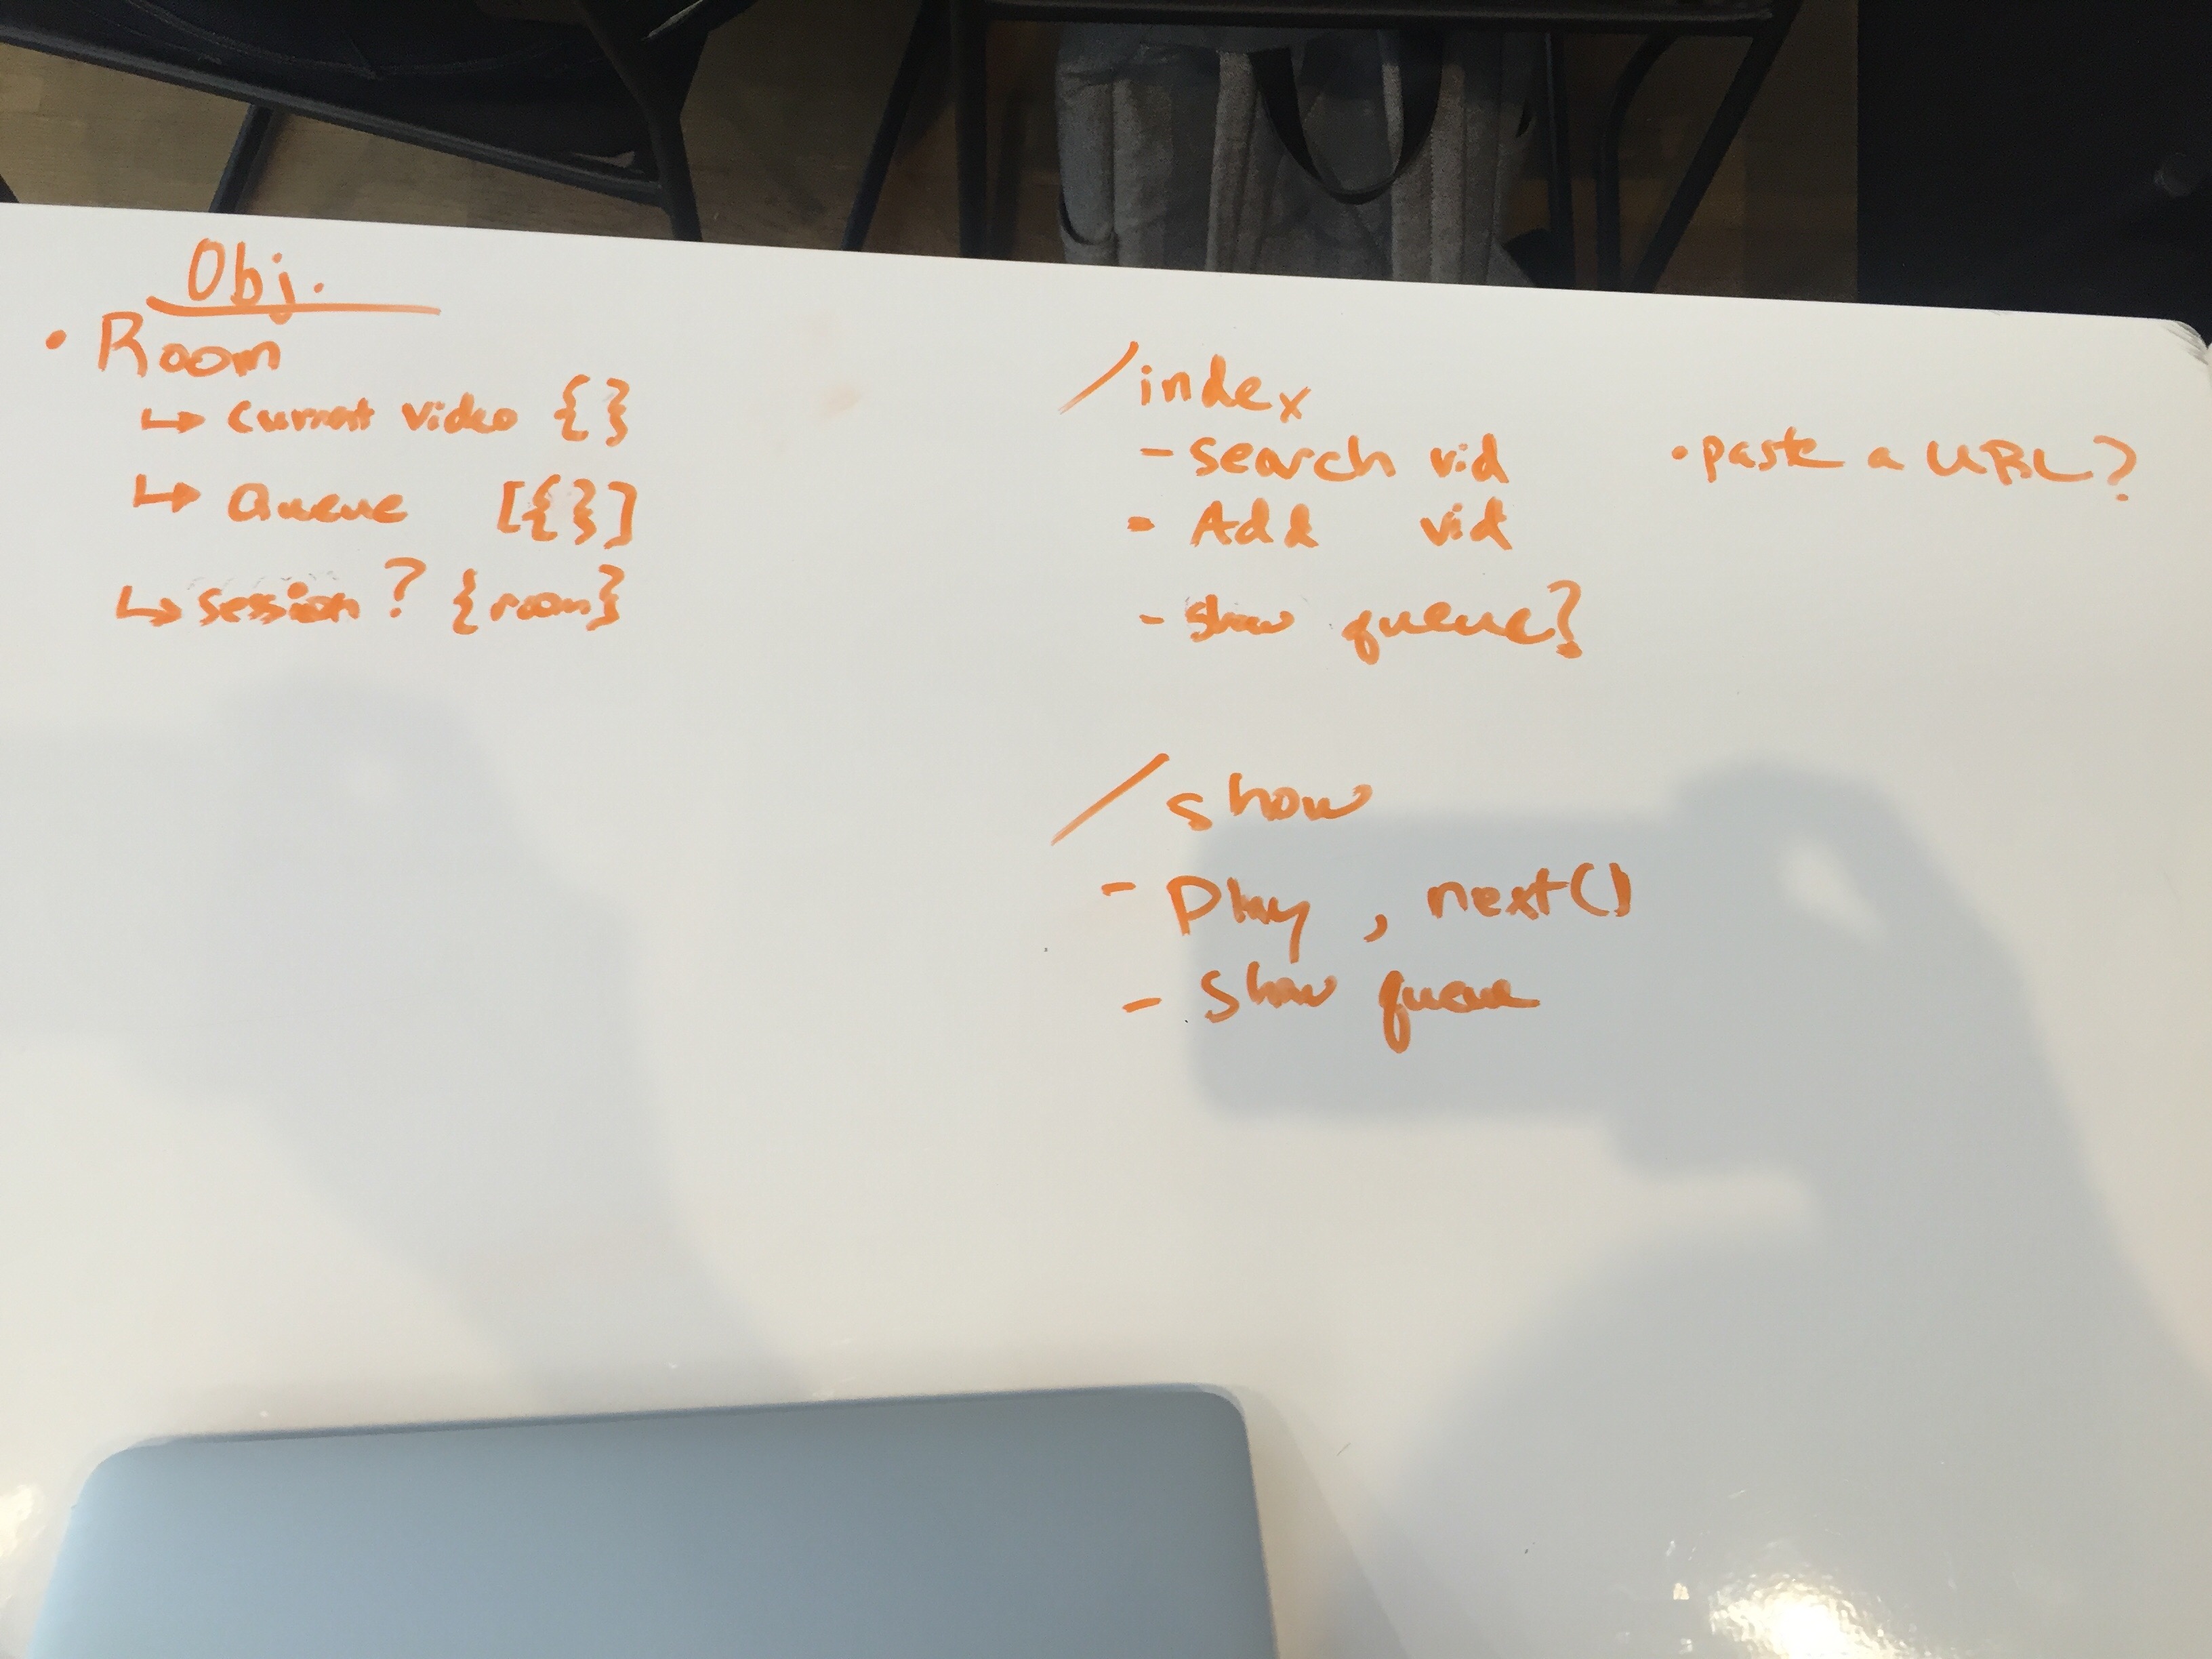 Obj.
• Room
↳ Current Video {}
↳ Queue [{}]
↳ Session? {room}
/index
- search vid • paste a URL?
- Add vid
- show queue?
/show
- Play, next()
- Show queue